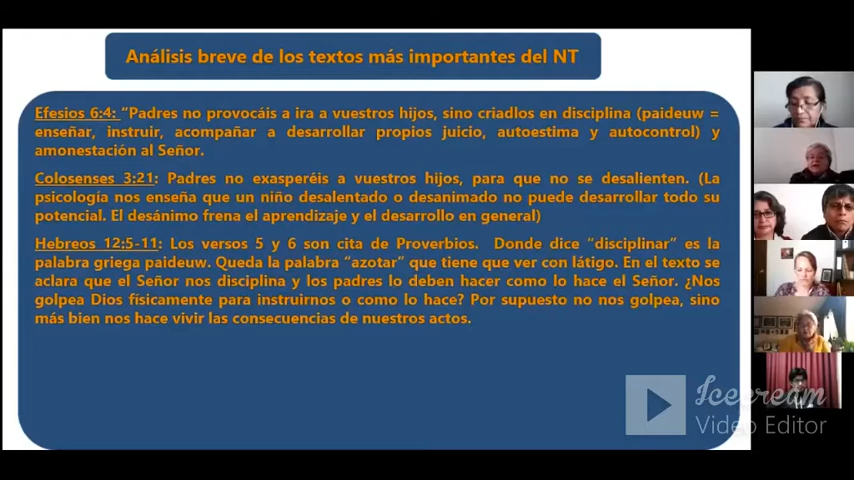 Análisis breve de los textos más importantes del NT
Efesios 6:4: "Padres no provocáis a ira a vuestros hijos, sino criadlos en disciplina (paideuw =
enseñar, instruir, acompañar a desarrollar propios juicio, autoestima y autocontrol) y
amonestación al Señor.
Colosenses 3:21: Padres no exasperéis a vuestros hijos, para que no se desalienten. (La
psicología nos enseña que un niño desalentado o desanimado no puede desarrollar todo su
potencial. El desánimo frena el aprendizaje y el desarrollo en general)
Hebreos 12:5-11: Los versos 5 y 6 son cita de Proverbios. Donde dice "disciplinar" es la
palabra griega paideuw. Queda la palabra "azotar" que tiene que ver con látigo. En el texto se
aclara que el Señor nos disciplina y los padres lo deben hacer como lo hace el Señor. ¿Nos
golpea Dios físicamente para instruirnos o como lo hace? Por supuesto no nos golpea, sino
más bien nos hace vivir las consecuencias de nuestros actos.
Icecream
Video Editor